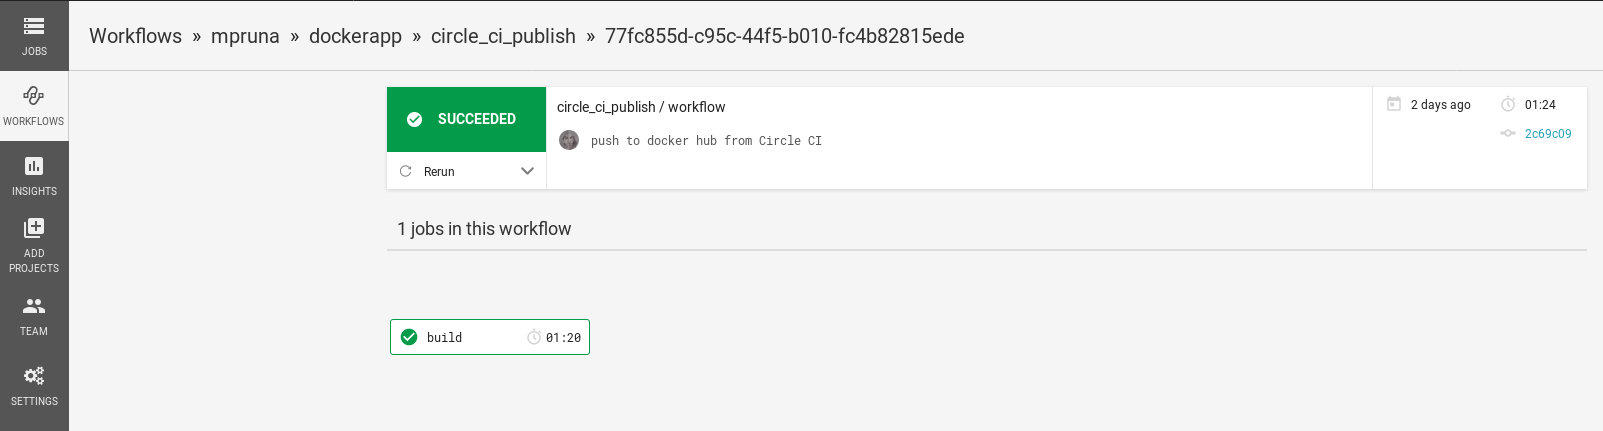 JOBS
WORKFLOWS
INSIGHTS
ADD
PROJECTS
TEAM
SETTINGS
Workflows » mpruna » dockerapp » circle_ci_publish » 77fc855d-c95c-44f5-b010-fc4b82815ede
SUCCEEDED
Rerun
circle_ci_publish / workflow
push to docker hub from Circle CI
2 days ago
01:24
2c69c09
1 jobs in this workflow
build 01:20